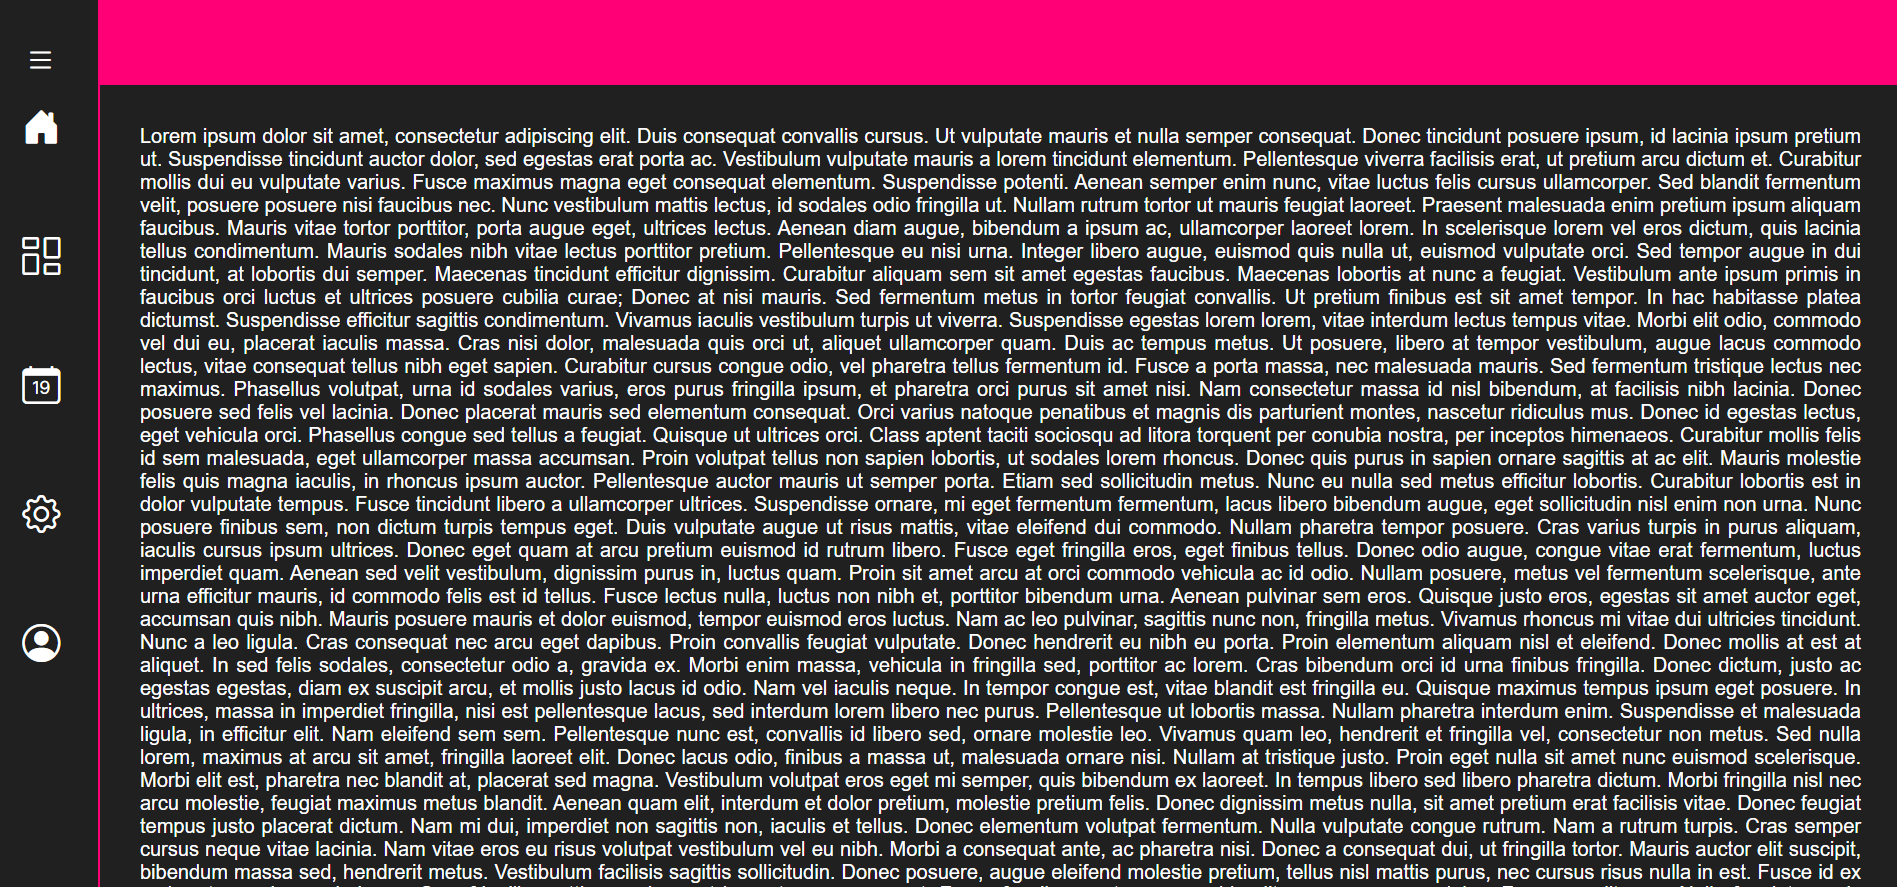 Lorem ipsum dolor sit amet, consectetur adipiscing elit. Duis consequat convallis cursus. Ut vulputate mauris et nulla semper consequat. Donec tincidunt posuere ipsum, id lacinia ipsum pretium
ut. Suspendisse tincidunt auctor dolor, sed egestas erat porta ac. Vestibulum vulputate mauris a lorem tincidunt elementum. Pellentesque viverra facilisis erat, ut pretium arcu dictum et. Curabitur
mollis dui eu vulputate varius. Fusce maximus magna eget consequat elementum. Suspendisse potenti. Aenean semper enim nunc, vitae luctus felis cursus ullamcorper. Sed blandit fermentum
velit, posuere posuere nisi faucibus nec. Nunc vestibulum mattis lectus, id sodales odio fringilla ut. Nullam rutrum tortor ut mauris feugiat laoreet. Praesent malesuada enim pretium ipsum aliquam
faucibus. Mauris vitae tortor porttitor, porta augue eget, ultrices lectus. Aenean diam augue, bibendum a ipsum ac, ullamcorper laoreet lorem. In scelerisque lorem vel eros dictum, quis lacinia
tellus condimentum. Mauris sodales nibh vitae lectus porttitor pretium. Pellentesque eu nisi urna. Integer libero augue, euismod quis nulla ut, euismod vulputate orci. Sed tempor augue in dui
tincidunt, at lobortis dui semper. Maecenas tincidunt efficitur dignissim. Curabitur aliquam sem sit amet egestas faucibus. Maecenas lobortis at nunc a feugiat. Vestibulum ante ipsum primis in
faucibus orci luctus et ultrices posuere cubilia curae; Donec at nisi mauris. Sed fermentum metus in tortor feugiat convallis. Ut pretium finibus est sit amet tempor. In hac habitasse platea
dictumst. Suspendisse efficitur sagittis condimentum. Vivamus iaculis vestibulum turpis ut viverra. Suspendisse egestas lorem lorem, vitae interdum lectus tempus vitae. Morbi elit odio, commodo
vel dui eu, placerat iaculis massa. Cras nisi dolor, malesuada quis orci ut, aliquet ullamcorper quam. Duis ac tempus metus. Ut posuere, libero at tempor vestibulum, augue lacus commodo
lectus, vitae consequat tellus nibh eget sapien. Curabitur cursus congue odio, vel pharetra tellus fermentum id. Fusce a porta massa, nec malesuada mauris. Sed fermentum tristique lectus nec
maximus. Phasellus volutpat, urna id sodales varius, eros purus fringilla ipsum, et pharetra orci purus sit amet nisi. Nam consectetur massa id nisl bibendum, at facilisis nibh lacinia. Donec
19
posuere sed felis vel lacinia. Donec placerat mauris sed elementum consequat. Orci varius natoque penatibus et magnis dis parturient montes, nascetur ridiculus mus. Donec id egestas lectus,
eget vehicula orci. Phasellus congue sed tellus a feugiat. Quisque ut ultrices orci. Class aptent taciti sociosqu ad litora torquent per conubia nostra, per inceptos himenaeos. Curabitur mollis felis
id sem malesuada, eget ullamcorper massa accumsan. Proin volutpat tellus non sapien lobortis, ut sodales lorem rhoncus. Donec quis purus in sapien ornare sagittis at ac elit. Mauris molestie
felis quis magna iaculis, in rhoncus ipsum auctor. Pellentesque auctor mauris ut semper porta. Etiam sed sollicitudin metus. Nunc eu nulla sed metus efficitur lobortis. Curabitur lobortis est in
dolor vulputate tempus. Fusce tincidunt libero a ullamcorper ultrices. Suspendisse ornare, mi eget fermentum fermentum, lacus libero bibendum augue, eget sollicitudin nisl enim non urna. Nunc
posuere finibus sem, non dictum turpis tempus eget. Duis vulputate augue ut risus mattis, vitae eleifend dui commodo. Nullam pharetra tempor posuere. Cras varius turpis in purus aliquam,
iaculis cursus ipsum ultrices. Donec eget quam at arcu pretium euismod id rutrum libero. Fusce eget fringilla eros, eget finibus tellus. Donec odio augue, congue vitae erat fermentum, luctus
imperdiet quam. Aenean sed velit vestibulum, dignissim purus in, luctus quam. Proin sit amet arcu at orci commodo vehicula ac id odio. Nullam posuere, metus vel fermentum scelerisque, ante
urna efficitur mauris, id commodo felis est id tellus. Fusce lectus nulla, luctus non nibh et, porttitor bibendum urna. Aenean pulvinar sem eros. Quisque justo eros, egestas sit amet auctor eget,
accumsan quis nibh. Mauris posuere mauris et dolor euismod, tempor euismod eros luctus. Nam ac leo pulvinar, sagittis nunc non, fringilla metus. Vivamus rhoncus mi vitae dui ultricies tincidunt.
Nunc a leo ligula. Cras consequat nec arcu eget dapibus. Proin convallis feugiat vulputate. Donec hendrerit eu nibh eu porta. Proin elementum aliquam nisl et eleifend. Donec mollis at est at
aliquet. In sed felis sodales, consectetur odio a, gravida ex. Morbi enim massa, vehicula in fringilla sed, porttitor ac lorem. Cras bibendum orci id urna finibus fringilla. Donec dictum, justo ac
egestas egestas, diam ex suscipit arcu, et mollis justo lacus id odio. Nam vel iaculis neque. In tempor congue est, vitae blandit est fringilla eu. Quisque maximus tempus ipsum eget posuere. In
ultrices, massa in imperdiet fringilla, nisi est pellentesque lacus, sed interdum lorem libero nec purus. Pellentesque ut lobortis massa. Nullam pharetra interdum enim. Suspendisse et malesuada
ligula, in efficitur elit. Nam eleifend sem sem. Pellentesque nunc est, convallis id libero sed, ornare molestie leo. Vivamus quam leo, hendrerit et fringilla vel, consectetur non metus. Sed nulla
lorem, maximus at arcu sit amet, fringilla laoreet elit. Donec lacus odio, finibus a massa ut, malesuada ornare nisi. Nullam at tristique justo. Proin eget nulla sit amet nunc euismod scelerisque.
Morbi elit est, pharetra nec blandit at, placerat sed magna. Vestibulum volutpat eros eget mi semper, quis bibendum ex laoreet. In tempus libero sed libero pharetra dictum. Morbi fringilla nisl nec
arcu molestie, feugiat maximus metus blandit. Aenean quam elit, interdum et dolor pretium, molestie pretium felis. Donec dignissim metus nulla, sit amet pretium erat facilisis vitae. Donec feugiat
tempus justo placerat dictum. Nam mi dui, imperdiet non sagittis non, iaculis et tellus. Donec elementum volutpat fermentum. Nulla vulputate congue rutrum. Nam a rutrum turpis. Cras semper
cursus neque vitae lacinia. Nam vitae eros eu risus volutpat vestibulum vel eu nibh. Morbi a consequat ante, ac pharetra nisi. Donec a consequat dui, ut fringilla tortor. Mauris auctor elit suscipit,
bibendum massa sed, hendrerit metus. Vestibulum facilisis sagittis sollicitudin. Donec posuere, augue eleifend molestie pretium, tellus nisl mattis purus, nec cursus risus nulla in est. Fusce id ex